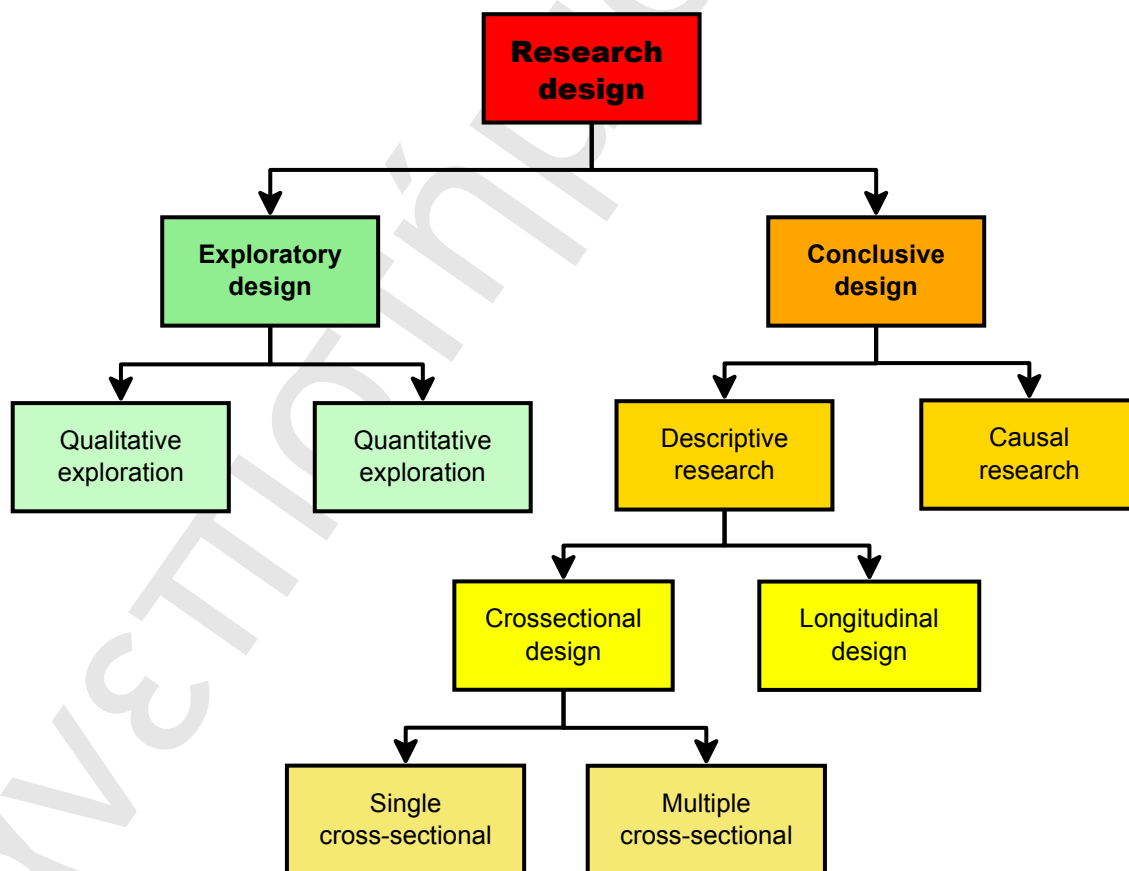 Research
design
Exploratory
design
Conclusive
design
Qualitative
exploration
Quantitative
exploration
Descriptive
research
Causal
research
Crossectional
design
Longitudinal
design
Single
cross-sectional
Multiple
cross-sectional